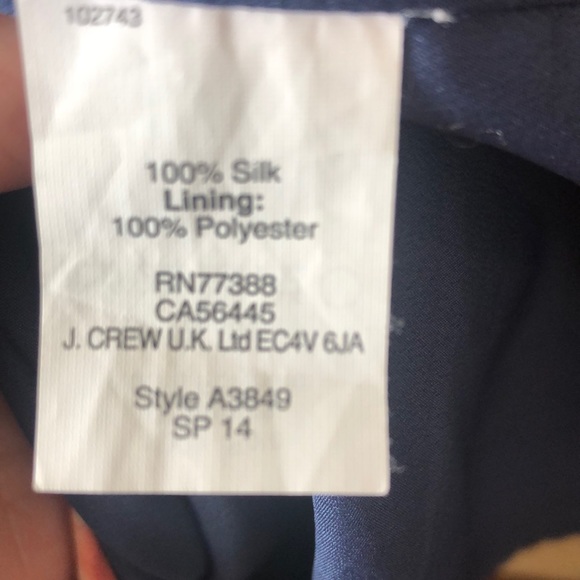 102743
100% Silk
Lining:
100% Polyester
RN77388
CA56445
J. CREW U.K. Ltd EC4V 6JA
Style A3849
SP 14